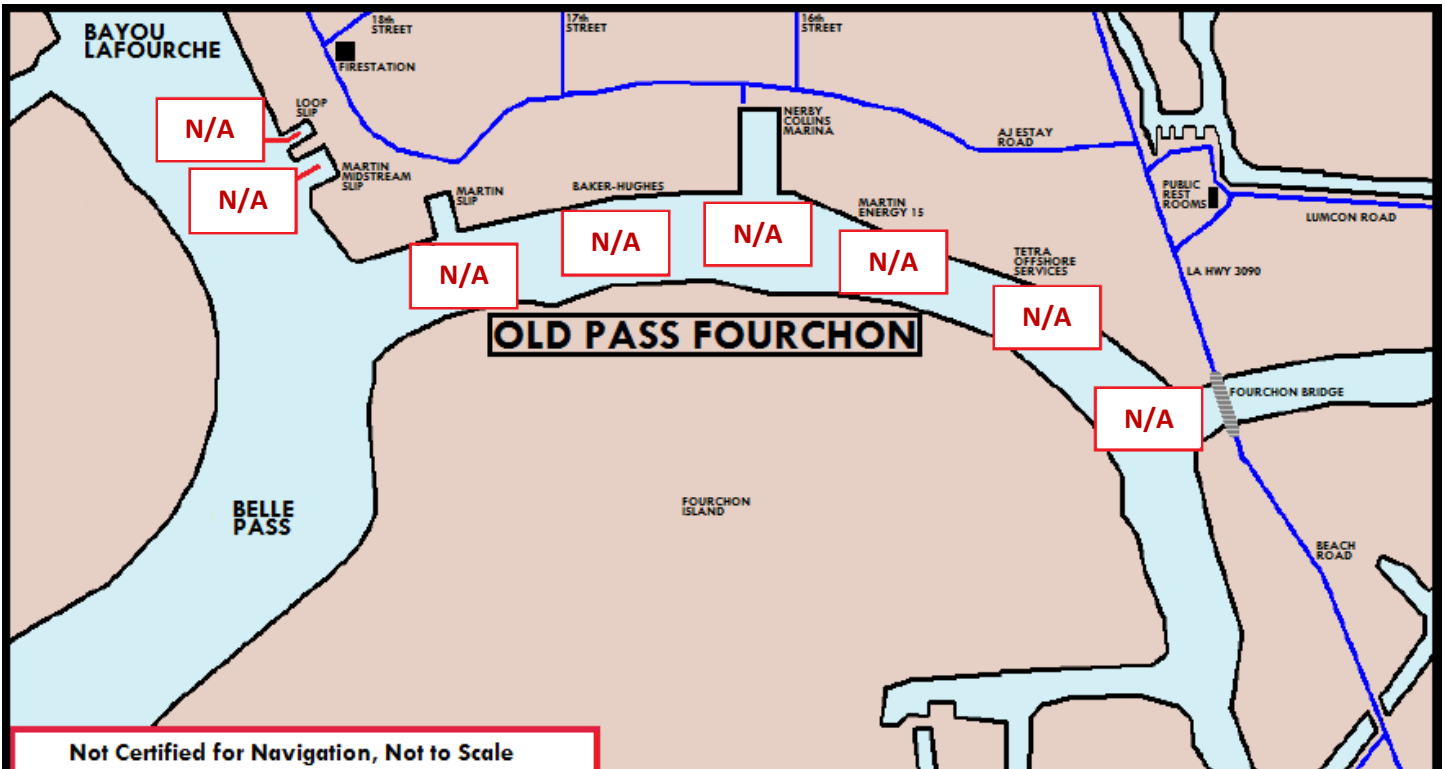 BAYOU
LAFOURCHE
18th
STREET
17th
STREET
16th
STREET
FIRESTATION
LOOP
SLIP
N/A
NERBY
COLLINS
MARINA
AJ ESTAY
ROAD
MARTIN
MIDSTREAM
SLIP
N/A
MARTIN
SLIP
BAKER-HUGHES
MARTIN
ENERGY 15
PUBLIC
REST
ROOMS
LUMCON ROAD
N/A
N/A
N/A
N/A
TETRA
OFFSHORE
SERVICES
LA HWY 3090
N/A
OLD PASS FOURCHON
FOURCHON BRIDGE
N/A
BELLE
PASS
FOURCHON
ISLAND
BEACH
ROAD
Not Certified for Navigation, Not to Scale